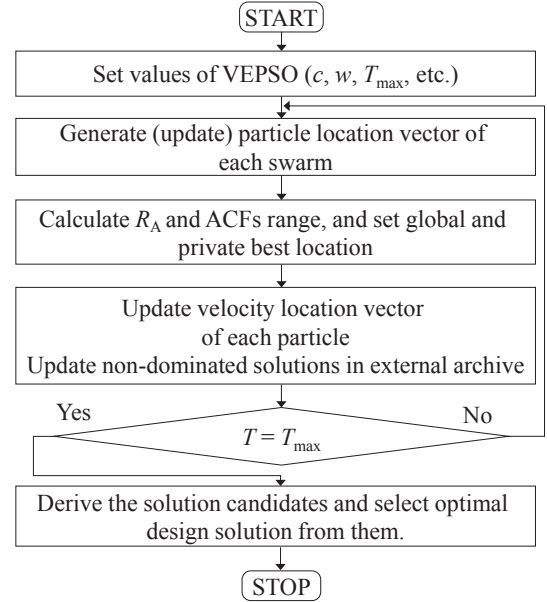 START
Set values of VEPSO (c, w, Tmax, etc.)
Generate (update) particle location vector of
each swarm
Calculate RA and ACFs range, and set global and
private best location
Update velocity location vector
of each particle
Update non-dominated solutions in external archive
Yes
No
T = Tmax
Derive the solution candidates and select optimal
design solution from them.
STOP